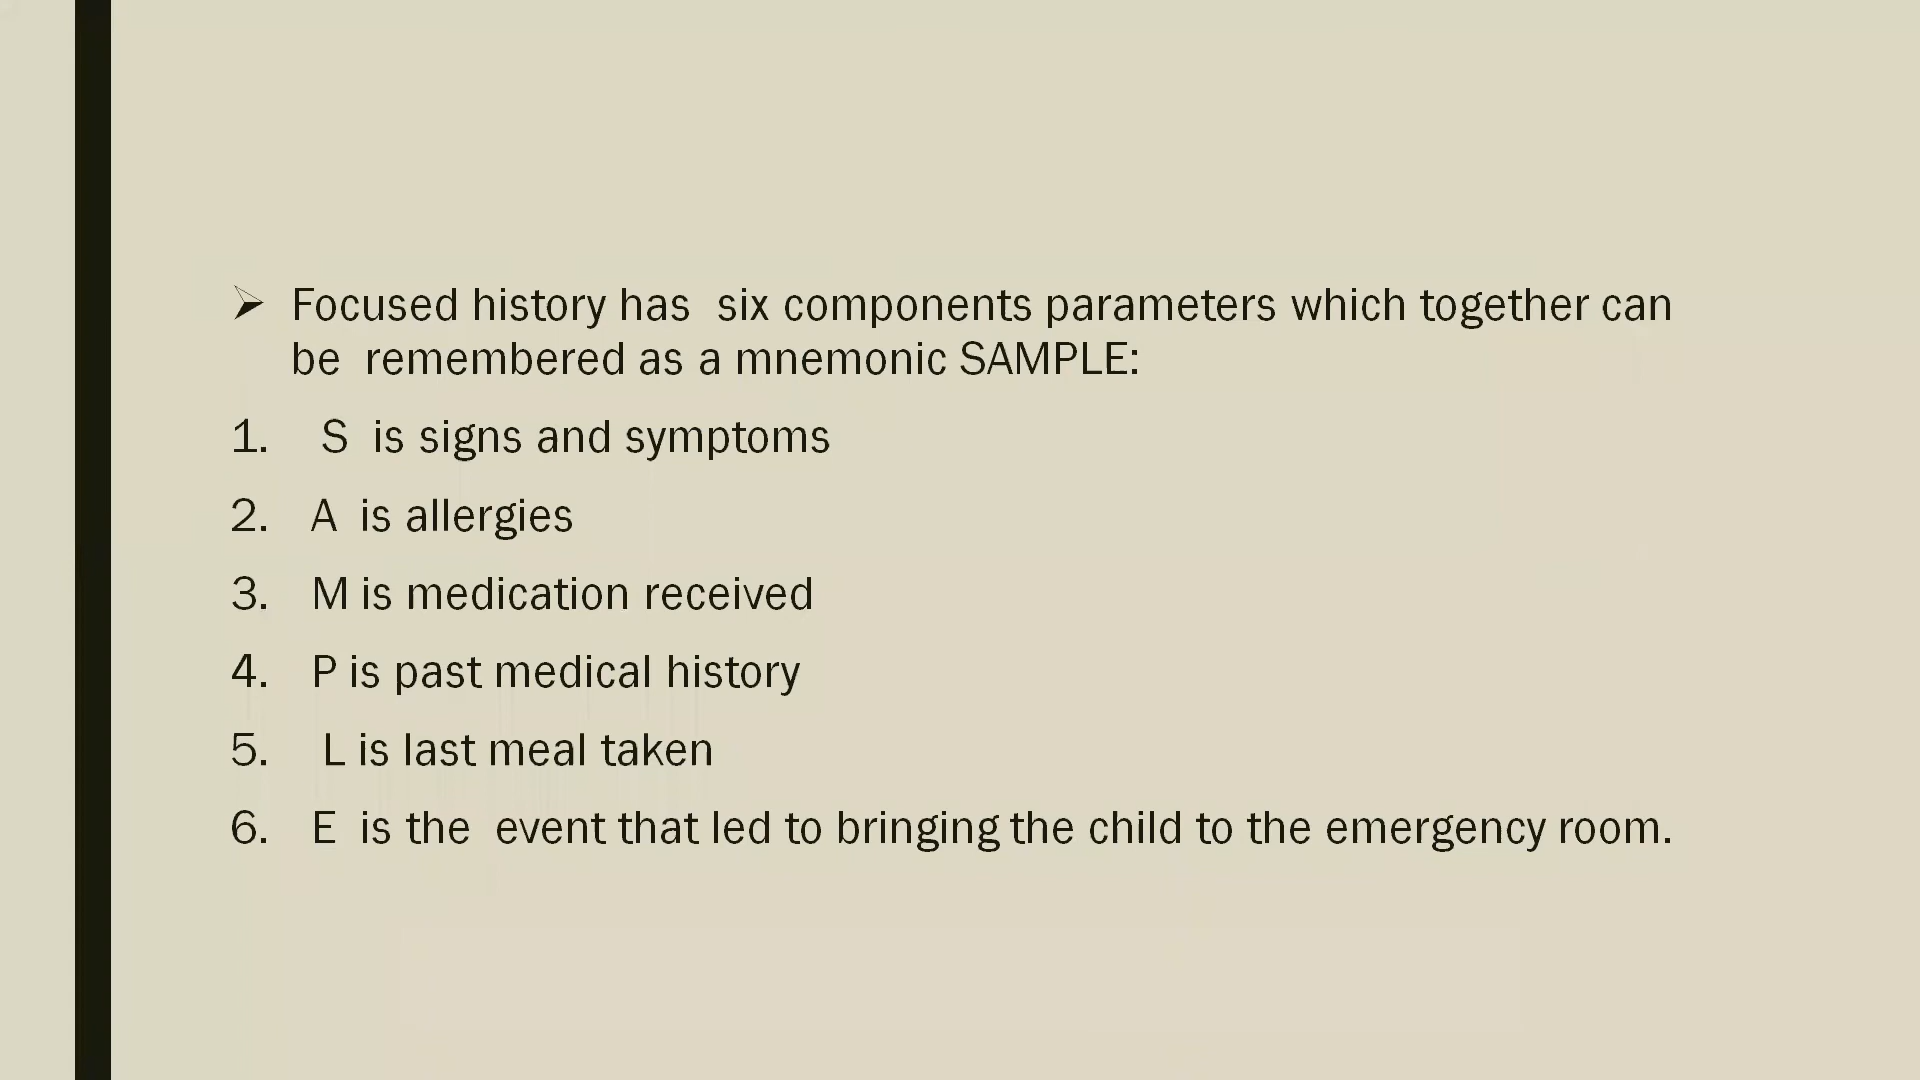 ➢ Focused history has six components parameters which together can
be remembered as a mnemonic SAMPLE:
1. S is signs and symptoms
2. A is allergies
3. M is medication received
4. P is past medical history
5. L is last meal taken
6. E is the event that led to bringing the child to the emergency room.